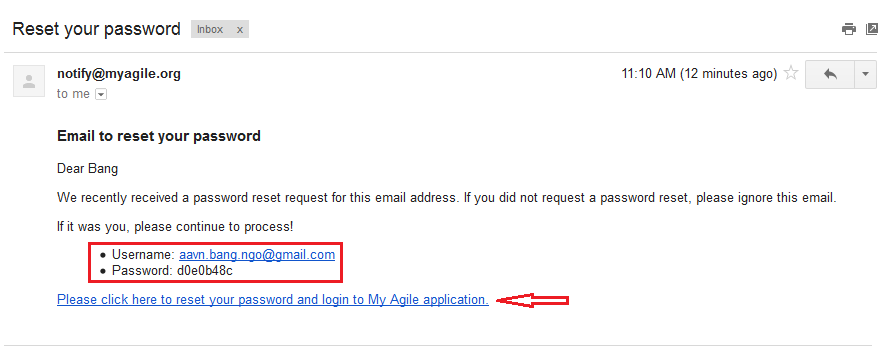 Reset your password Inbox x
notify@myagile.org 11:10 AM (12 minutes ago)
to me
Email to reset your password
Dear Bang
We recently received a password reset request for this email address. If you did not request a password reset, please ignore this email.
If it was you, please continue to process!
• Username: aavn.bang.ngo@gmail.com
• Password: d0e0b48c
Please click here to reset your password and login to My Agile application.